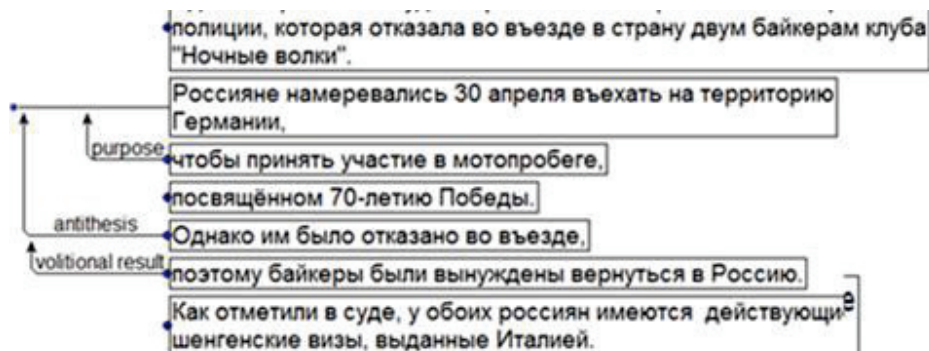 полиции, которая отказала во въезде в страну двум байкерам клуба
"Ночные волки".
Россияне намеревались 30 апреля въехать на территорию
Германии,
purpose
чтобы принять участие в мотопробеге,
посвящённом 70-летию Победы.
antithesis
Однако им было отказано во въезде,
volitional result
поэтому байкеры были вынуждены вернуться в Россию.
Как отметили в суде, у обоих россиян имеются действующи
е
шенгенские визы, выданные Италией.